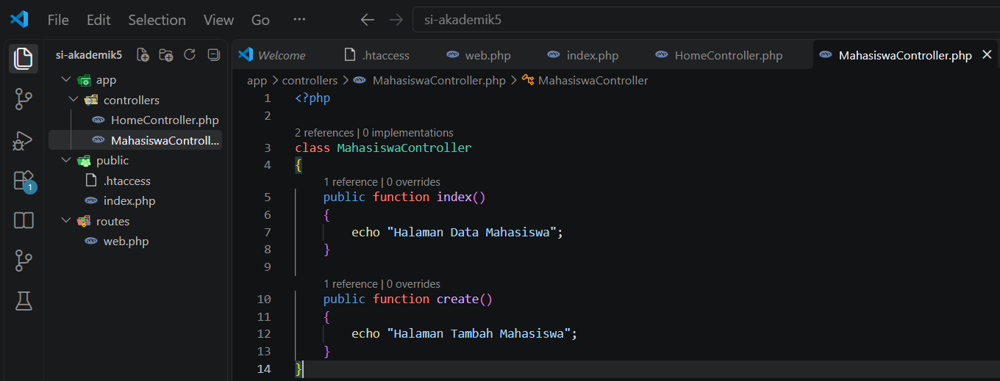 File Edit Selection View Go ··· si-akademik5
si-akademik5
app
controllers
HomeController.php
MahasiswaControll...
public
.htaccess
index.php
routes
web.php
1
Welcome .htaccess web.php index.php HomeController.php MahasiswaController.php
app > controllers > MahasiswaController.php > MahasiswaController
1 <?php
2
2 references | 0 implementations
3 class MahasiswaController
4 {
1 reference | 0 overrides
5 public function index()
6 {
7 echo "Halaman Data Mahasiswa";
8 }
9
1 reference | 0 overrides
10 public function create()
11 {
12 echo "Halaman Tambah Mahasiswa";
13 }
14 }